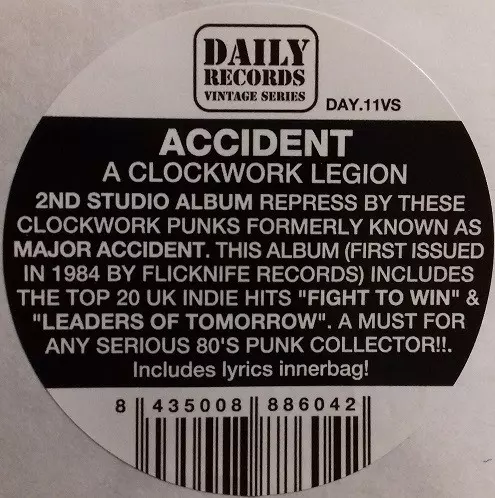 DAILY
RECORDS
VINTAGE SERIES
DAY.11VS
ACCIDENT
A CLOCKWORK LEGION
2ND STUDIO ALBUM REPRESS BY THESE
CLOCKWORK PUNKS FORMERLY KNOWN AS
MAJOR ACCIDENT. THIS ALBUM (FIRST ISSUED
IN 1984 BY FLICKNIFE RECORDS) INCLUDES
THE TOP 20 UK INDIE HITS "FIGHT TO WIN" &
"LEADERS OF TOMORROW". A MUST FOR
ANY SERIOUS 80'S PUNK COLLECTOR!!.
Includes lyrics innerbag!
8 435008 886042